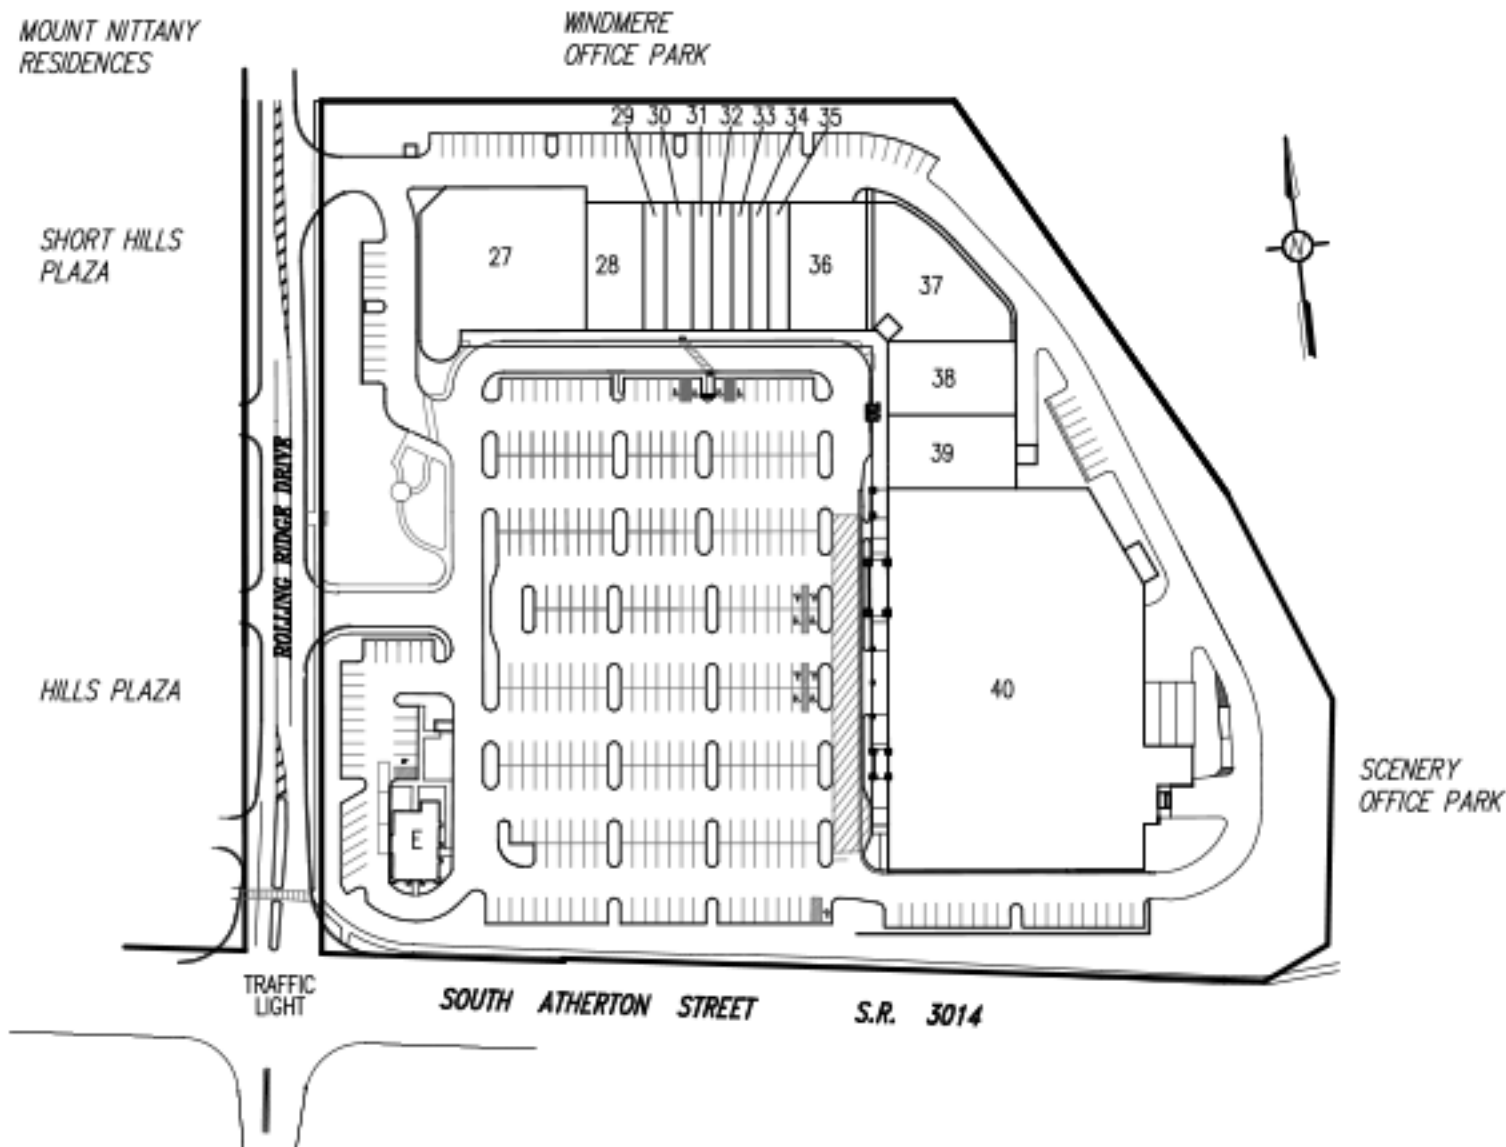 MOUNT NITTANY
RESIDENCES
WINDMERE
OFFICE PARK
29 30 31 32 33 34 35
SHORT HILLS
PLAZA
27
28
36
37
N
38
39
ROLLING RIDGE DRIVE
HILLS PLAZA
40
SCENERY
OFFICE PARK
E
TRAFFIC
LIGHT
SOUTH ATHERTON STREET S.R. 3014